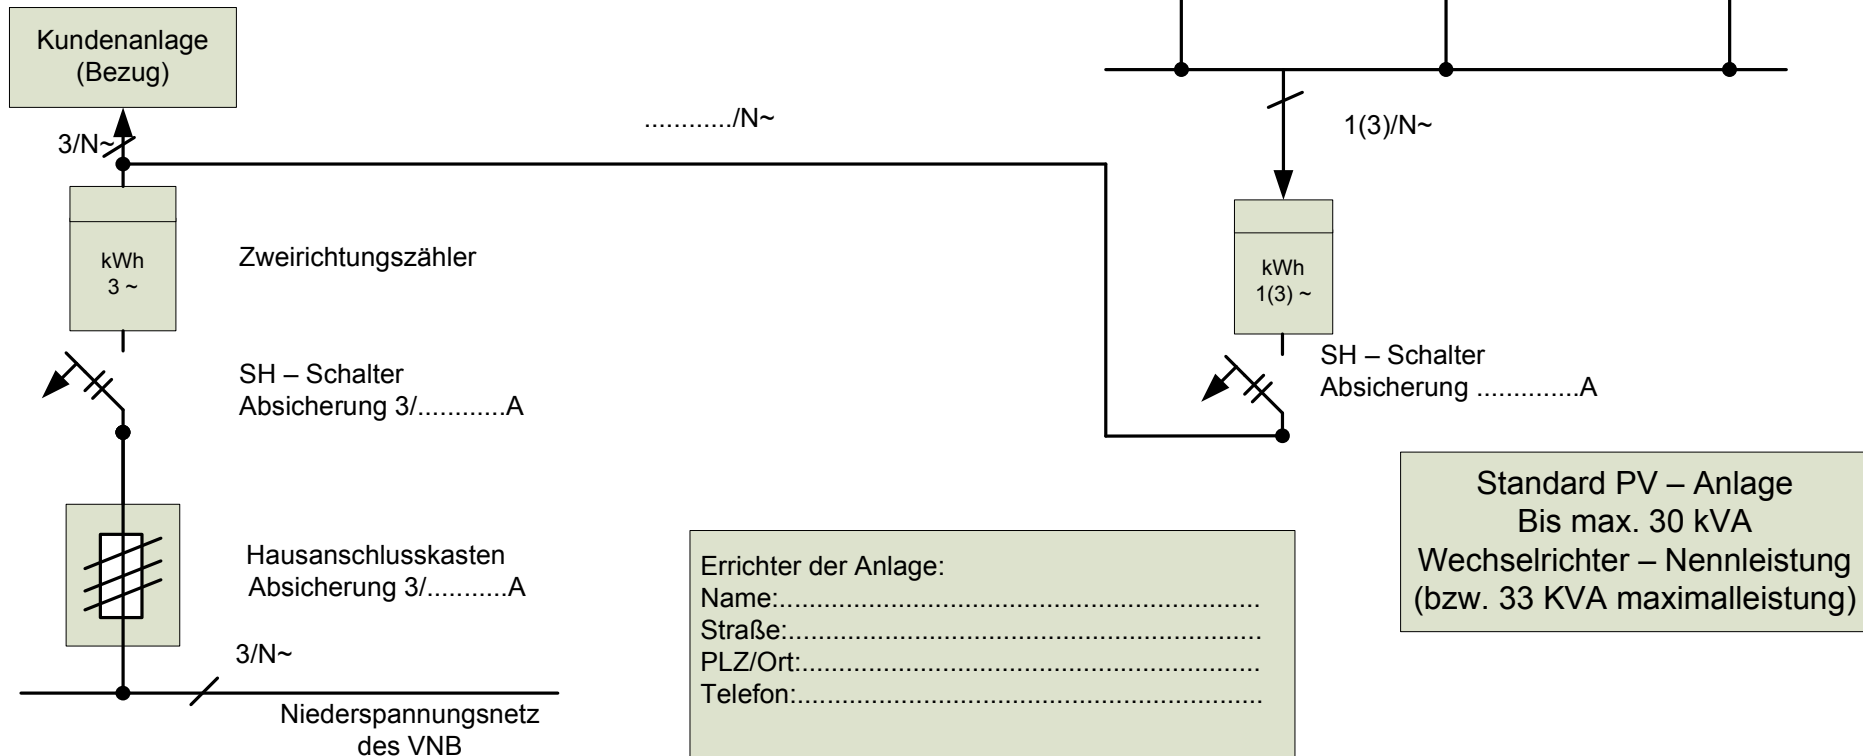 Kundenanlage
(Bezug)
3/N~
............/N~
1(3)/N~
kWh
3 ~
Zweirichtungszähler
kWh
1(3) ~
SH – Schalter
Absicherung 3/............A
SH – Schalter
Absicherung ..............A
Hausanschlusskasten
Absicherung 3/...........A
3/N~
Niederspannungsnetz
des VNB
Errichter der Anlage:
Name:.................................................................
Straße:................................................................
PLZ/Ort:..............................................................
Telefon:...............................................................
Standard PV – Anlage
Bis max. 30 kVA
Wechselrichter – Nennleistung
(bzw. 33 KVA maximalleistung)